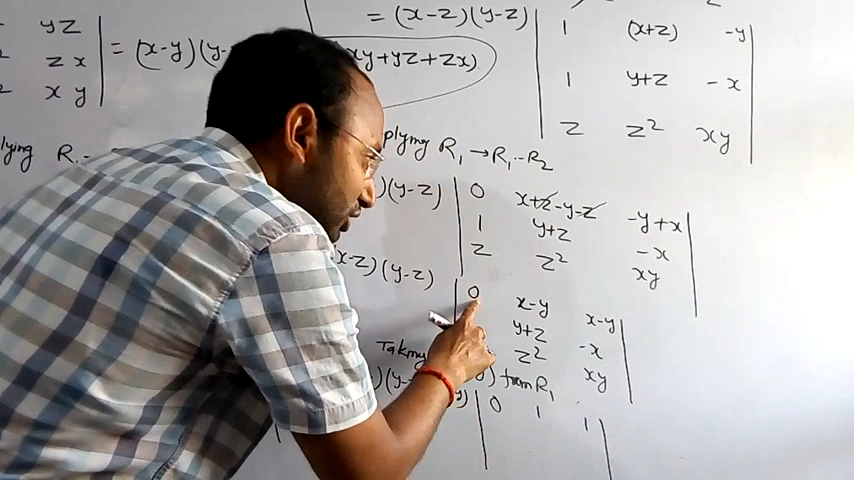 yz
zx = (x-y)(y-
xy
xy+yz+zx)
= (x-z)(y-z) | 1 (x+z) -y |
1 y+z -x
z z² xy
lying R
plying R₁ → R₁-R₂
)(y-z) | 0 x+z-y-z -y+x |
1 y+z -x
z z² xy
x-z)(y-z) | 0 x-y x-y |
y+z -x
z² xy
y) from R₁
)(y-
y) | 0 1 1 |